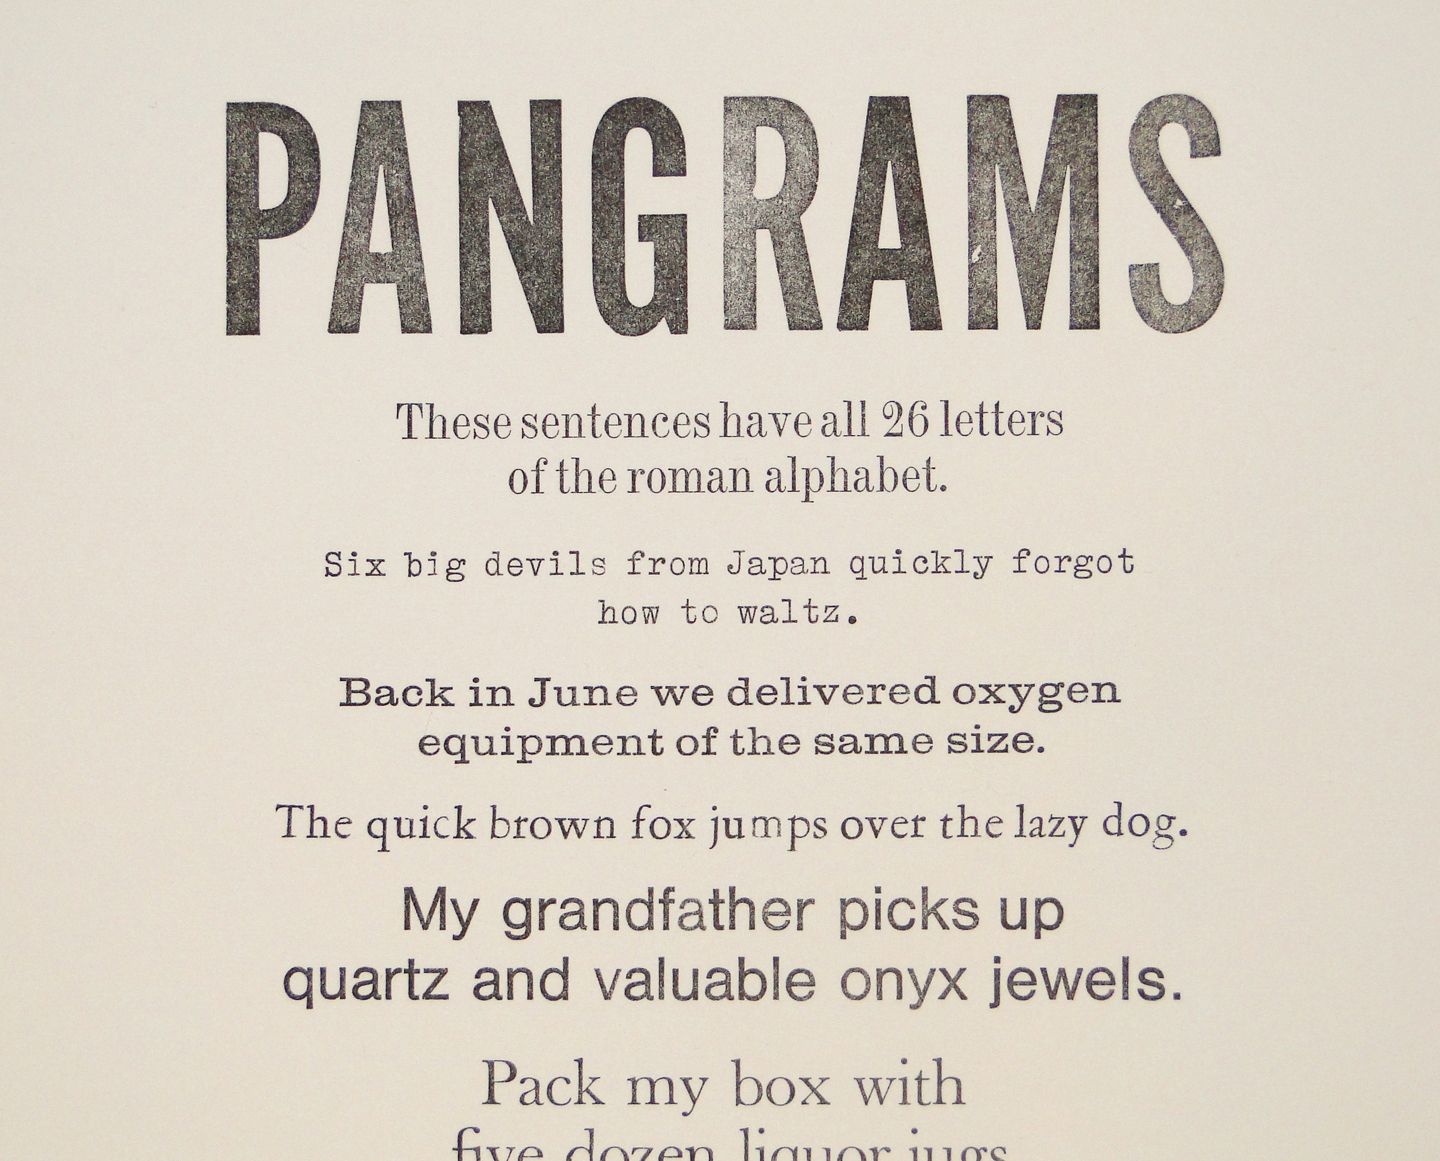 PANGRAMS
These sentences have all 26 letters
of the roman alphabet.
Six big devils from Japan quickly forgot
how to waltz.
Back in June we delivered oxygen
equipment of the same size.
The quick brown fox jumps over the lazy dog.
My grandfather picks up
quartz and valuable onyx jewels.
Pack my box with
five dozen liquor jugs